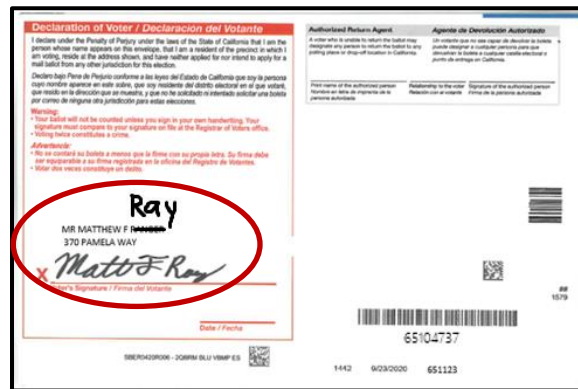 Declaration of Voter / Declaración del Votante
I declare under the Penalty of Perjury under the laws of the State of California that I am the
person whose name appears on this envelope, that I am a resident of the precinct in which I
am voting, reside at the address shown, and have neither applied for nor intend to apply for a
mail ballot from any other jurisdiction for this election.
Declaro bajo Pena de Perjurio conforme a las leyes del Estado de California que soy la persona
cuyo nombre aparece en este sobre, que soy residente del distrito electoral en el que votaré,
que resido en la dirección que se muestra, y que no he solicitado ni intentado solicitar una boleta
por correo de ninguna otra jurisdicción para estas elecciones.
Warning:
• Your ballot will not be counted unless you sign in your own handwriting. Your
signature must compare to your signature on file at the Registrar of Voters office.
• Voting twice constitutes a crime.
Advertencia:
• No se contará su boleta a menos que la firme con su propia letra. Su firma debe
ser equiparable a su firma registrada en la oficina del Registro de Votantes.
• Votar dos veces constituye un delito.
Ray
MR MATTHEW F
370 PAMELA WAY
X Matt F Ray
Voter's Signature / Firma del Votante
Date / Fecha
SBER0420R006 - 2Q8RM BLU VBMP ES
Authorized Return Agent
A voter who is unable to return the ballot may
designate any person to return the ballot to any
polling place or drop-off location in California.
Agente de Devolución Autorizado
Un votante que no sea capaz de devolver la boleta
puede designar a cualquier persona para que
devuelva la boleta a cualquier casilla electoral o
punto de entrega en California.
Print name of the authorized person
Nombre en letra de imprenta de la
persona autorizada
Relationship to the voter
Relación con el votante
Signature of the authorized person
Firma de la persona autorizada
##
1579
65104737
1442 9/23/2020 651123